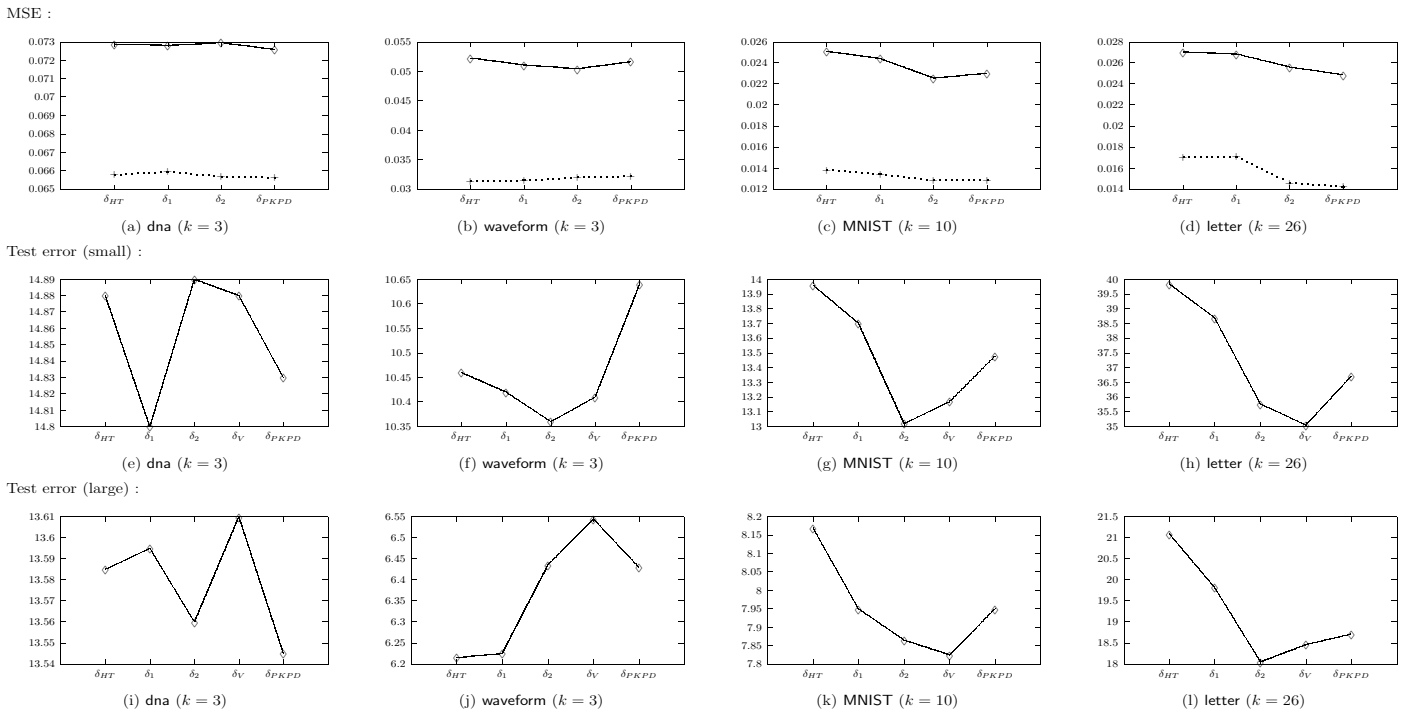 MSE :
0.073 0.072 0.071 0.07 0.069 0.068 0.067 0.066 0.065
δHT δ1 δ2 δPKPD
(a) dna (k = 3)
0.055 0.05 0.045 0.04 0.035 0.03
δHT δ1 δ2 δPKPD
(b) waveform (k = 3)
0.026 0.024 0.022 0.02 0.018 0.016 0.014 0.012
δHT δ1 δ2 δPKPD
(c) MNIST (k = 10)
0.028 0.026 0.024 0.022 0.02 0.018 0.016 0.014
δHT δ1 δ2 δPKPD
(d) letter (k = 26)
Test error (small) :
14.89 14.88 14.87 14.86 14.85 14.84 14.83 14.82 14.81 14.8
δHT δ1 δ2 δV δPKPD
(e) dna (k = 3)
10.65 10.6 10.55 10.5 10.45 10.4 10.35
δHT δ1 δ2 δV δPKPD
(f) waveform (k = 3)
14 13.9 13.8 13.7 13.6 13.5 13.4 13.3 13.2 13.1 13
δHT δ1 δ2 δV δPKPD
(g) MNIST (k = 10)
40 39.5 39 38.5 38 37.5 37 36.5 36 35.5 35
δHT δ1 δ2 δV δPKPD
(h) letter (k = 26)
Test error (large) :
13.61 13.6 13.59 13.58 13.57 13.56 13.55 13.54
δHT δ1 δ2 δV δPKPD
(i) dna (k = 3)
6.55 6.5 6.45 6.4 6.35 6.3 6.25 6.2
δHT δ1 δ2 δV δPKPD
(j) waveform (k = 3)
8.2 8.15 8.1 8.05 8 7.95 7.9 7.85 7.8
δHT δ1 δ2 δV δPKPD
(k) MNIST (k = 10)
21.5 21 20.5 20 19.5 19 18.5 18
δHT δ1 δ2 δV δPKPD
(l) letter (k = 26)